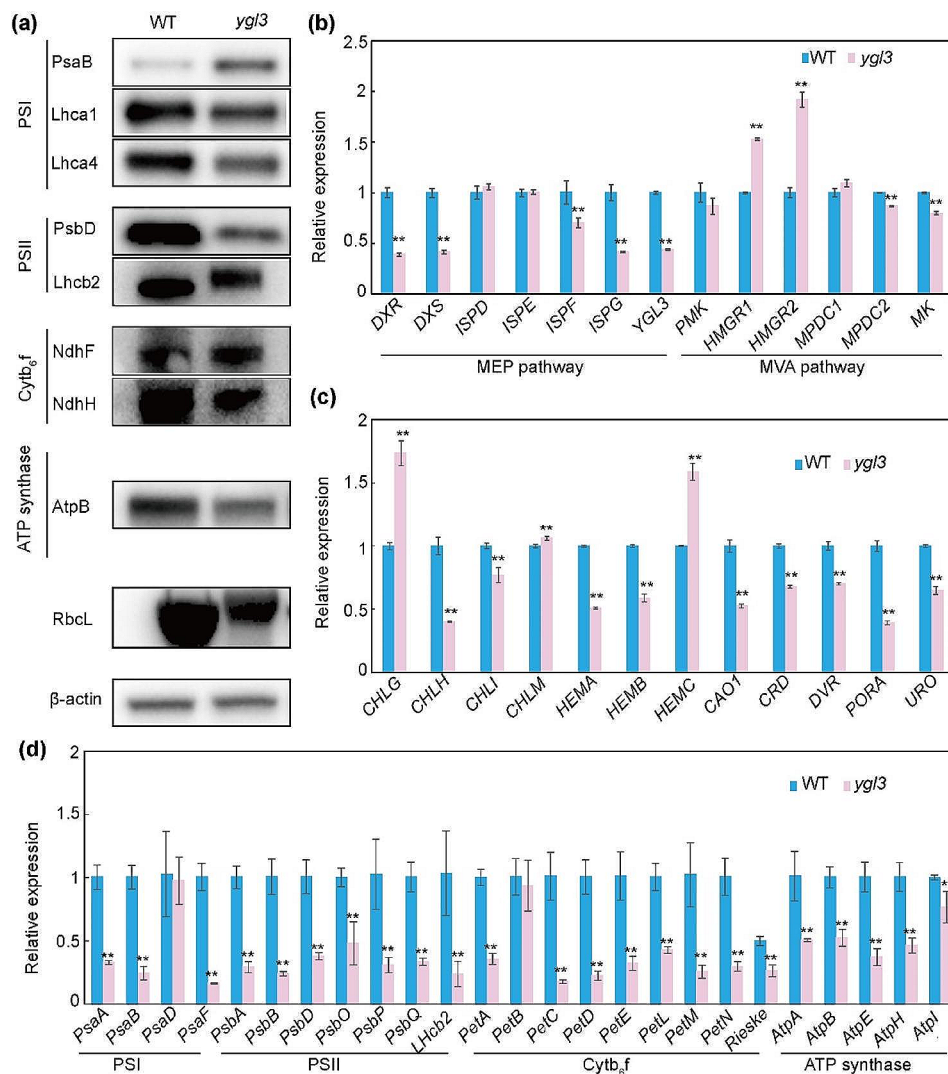 (a)
WT ygl3
PSI
PsaB
Lhca1
Lhca4
PSII
PsbD
Lhcb2
Cytb6f
NdhF
NdhH
ATP synthase
AtpB
RbcL
β-actin
(b)
Relative expression
2.5
2
1.5
1
0.5
0
WT ygl3
** ** ** ** ** ** ** ** **
DXR DXS ISPD ISPE ISPF ISPG YGL3 PMK HMGR1 HMGR2 MPDC1 MPDC2 MK
MEP pathway MVA pathway
(c)
Relative expression
2
1.5
1
0.5
0
WT ygl3
** ** ** ** ** ** ** ** ** ** ** **
CHLG CHLH CHLI CHLM HEMA HEMB HEMC CAO1 CRD DVR PORA URO
(d)
Relative expression
2
1.5
1
0.5
0
WT ygl3
** ** ** ** ** ** ** ** ** ** ** ** ** ** ** ** ** ** ** ** ** ** *
PsaA PsaB PsaD PsaF PsbA PsbB PsbD PsbO PsbP PsbQ LHcb2 PetA PetB PetC PetD PetE PetL PetM PetN Rieske AtpA AtpB AtpE AtpH AtpI
PSI PSII Cytb6f ATP synthase